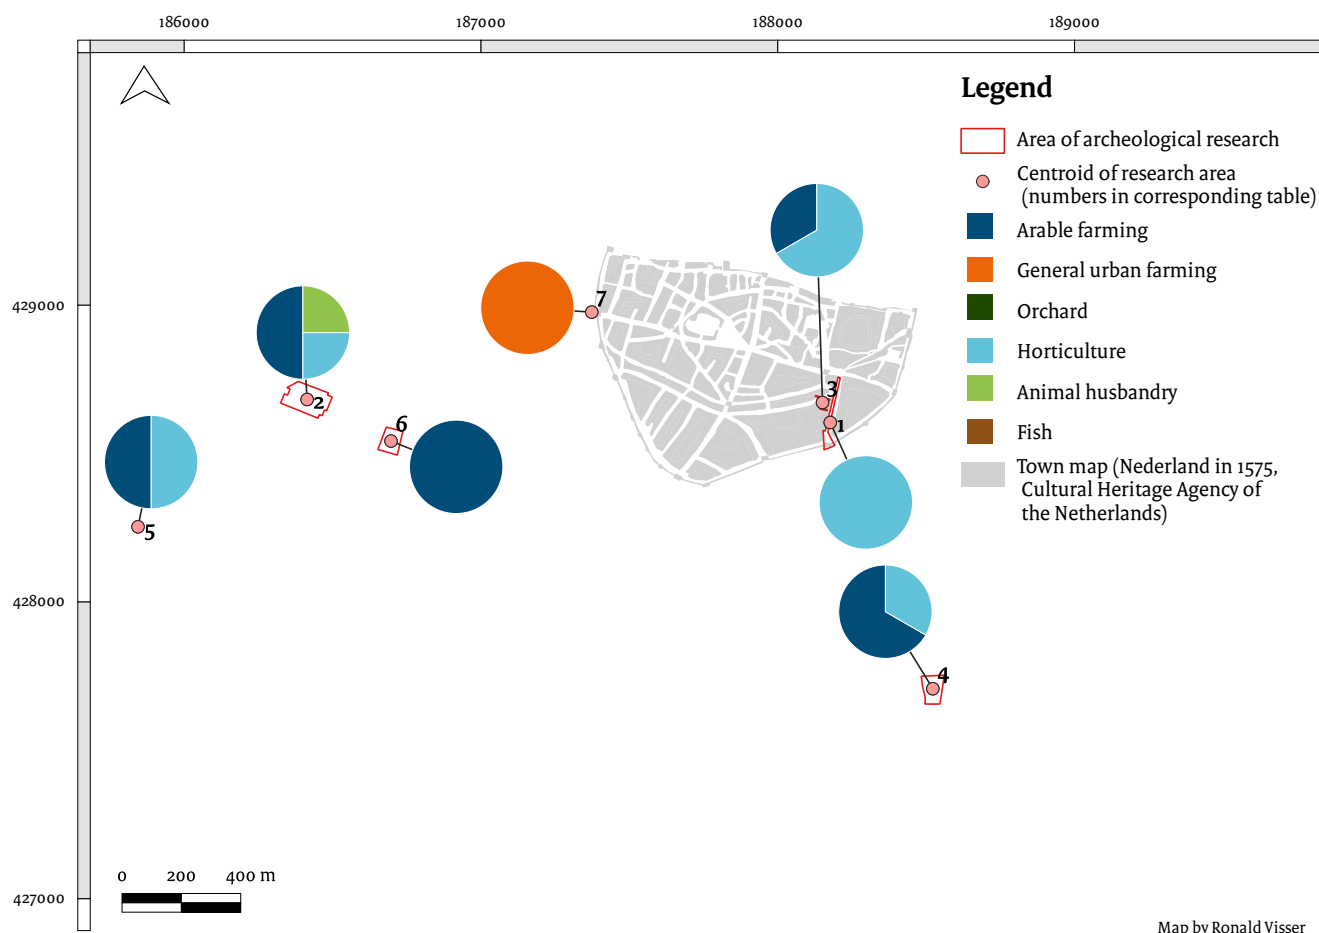 186000
187000
188000
189000
Legend
Area of archeological research
Centroid of research area
(numbers in corresponding table)
Arable farming
General urban farming
Orchard
Horticulture
Animal husbandry
Fish
Town map (Nederland in 1575,
Cultural Heritage Agency of
the Netherlands)
429000
428000
427000
7
2
6
3
1
5
4
0 200 400 m
Map by Ronald Visser